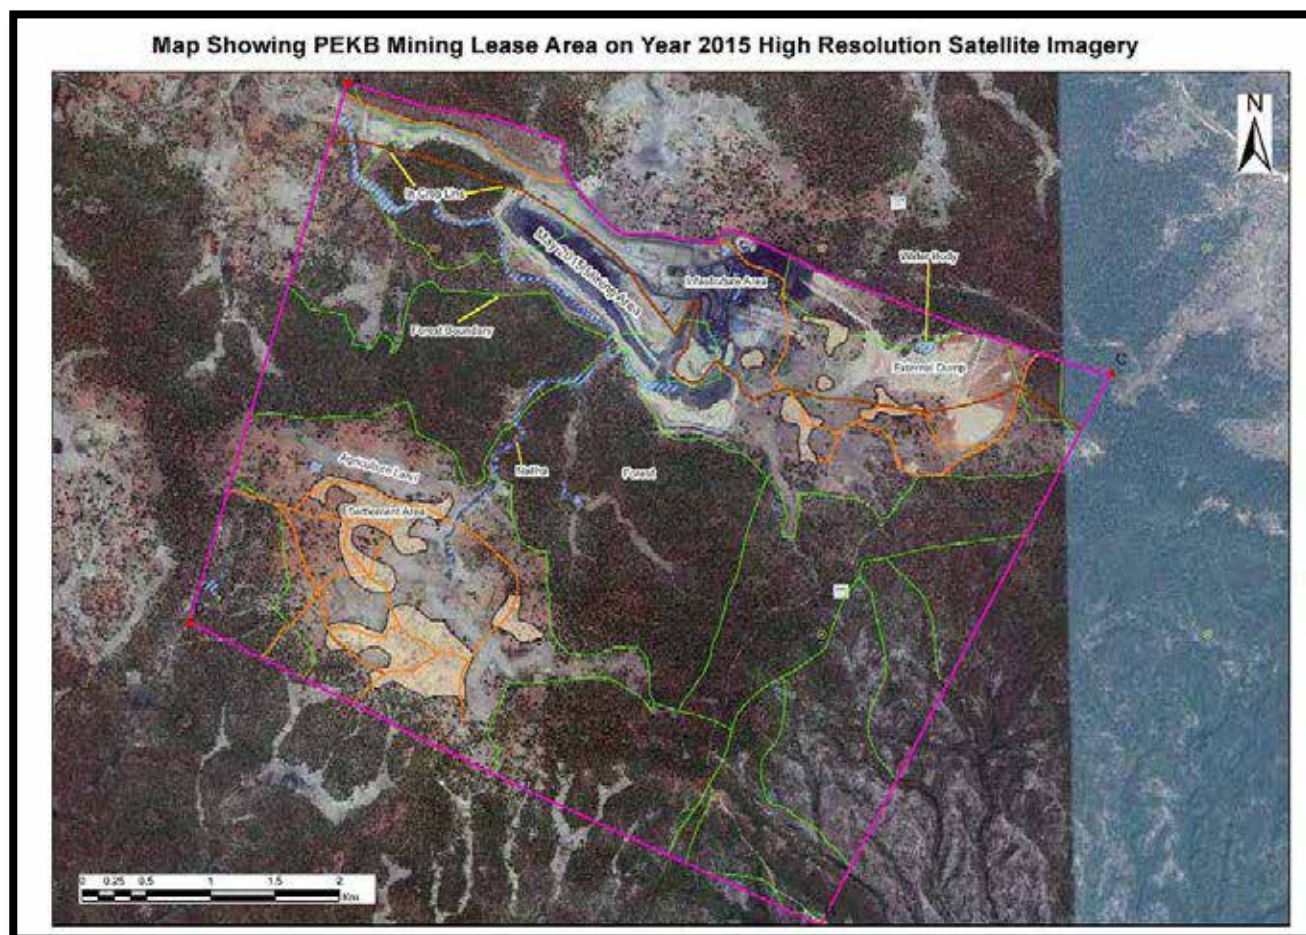 Map Showing PEKB Mining Lease Area on Year 2015 High Resolution Satellite Imagery
N
In Crop Line
May 2015 Mining Area
Water Body
Infastruture Area
Forest Boundary
External Dump
C
Agriculture Land
Nallha
Forest
Settlement Area
0 0.25 0.5 1 1.5 2
Km